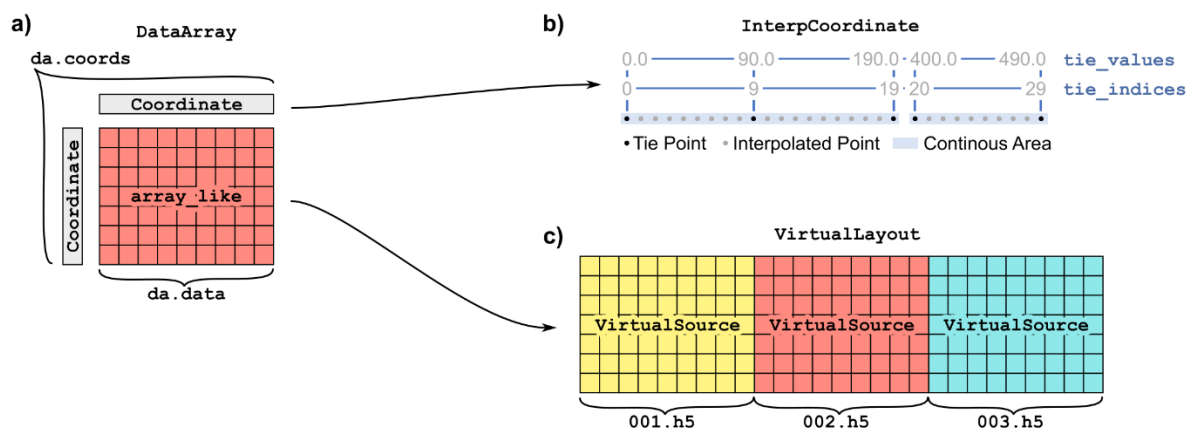 a)
DataArray
da.coords
Coordinate
Coordinate
array_like
da.data
b)
InterpCoordinate
0.0 90.0 190.0 400.0 490.0 tie_values
0 9 19 20 29 tie_indices
Tie Point Interpolated Point Continous Area
c)
VirtualLayout
VirtualSource VirtualSource VirtualSource
001.h5 002.h5 003.h5